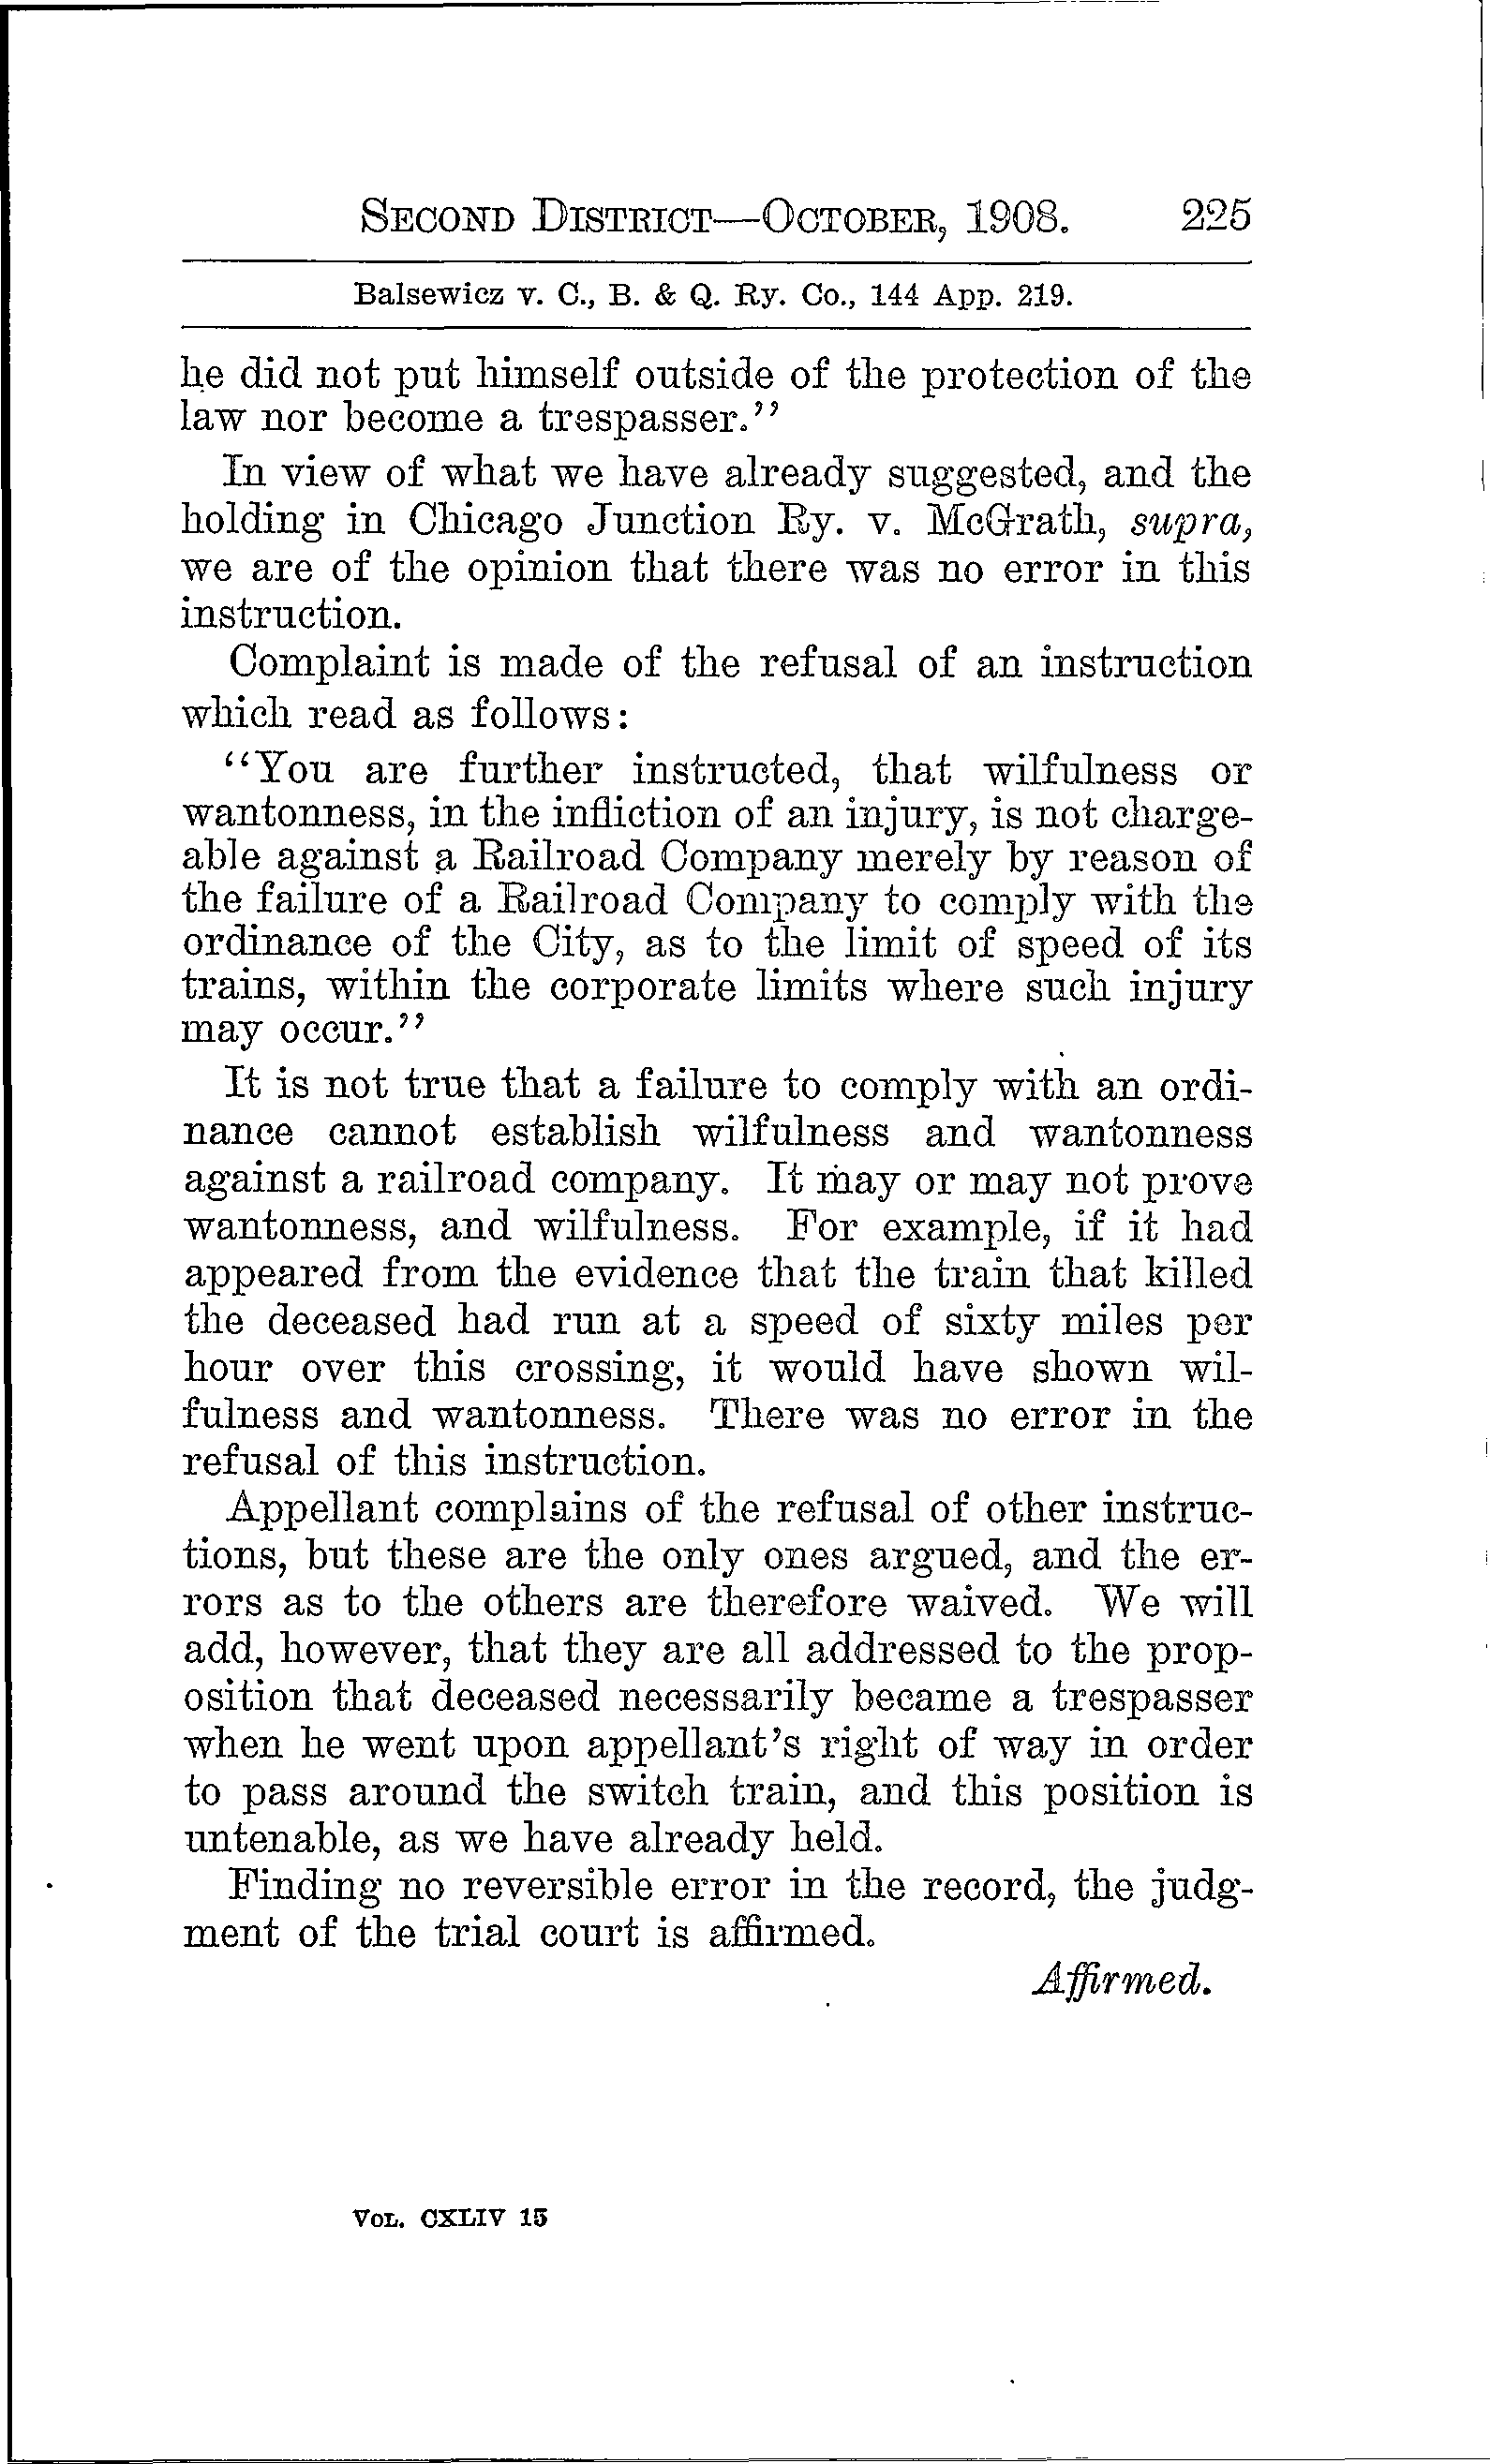 SECOND DISTRICT—OCTOBER, 1908. 225
Balsewicz v. C., B. & Q. Ry. Co., 144 App. 219.
he did not put himself outside of the protection of the
law nor become a trespasser.’’
In view of what we have already suggested, and the
holding in Chicago Junction Ry. v. McGrath, supra,
we are of the opinion that there was no error in this
instruction.
Complaint is made of the refusal of an instruction
which read as follows:
‘‘You are further instructed, that wilfulness or
wantonness, in the infliction of an injury, is not charge-
able against a Railroad Company merely by reason of
the failure of a Railroad Company to comply with the
ordinance of the City, as to the limit of speed of its
trains, within the corporate limits where such injury
may occur.’’
It is not true that a failure to comply with an ordi-
nance cannot establish wilfulness and wantonness
against a railroad company. It may or may not prove
wantonness, and wilfulness. For example, if it had
appeared from the evidence that the train that killed
the deceased had run at a speed of sixty miles per
hour over this crossing, it would have shown wil-
fulness and wantonness. There was no error in the
refusal of this instruction.
Appellant complains of the refusal of other instruc-
tions, but these are the only ones argued, and the er-
rors as to the others are therefore waived. We will
add, however, that they are all addressed to the prop-
osition that deceased necessarily became a trespasser
when he went upon appellant’s right of way in order
to pass around the switch train, and this position is
untenable, as we have already held.
Finding no reversible error in the record, the judg-
ment of the trial court is affirmed.
Affirmed.
VOL. CXLIV 15